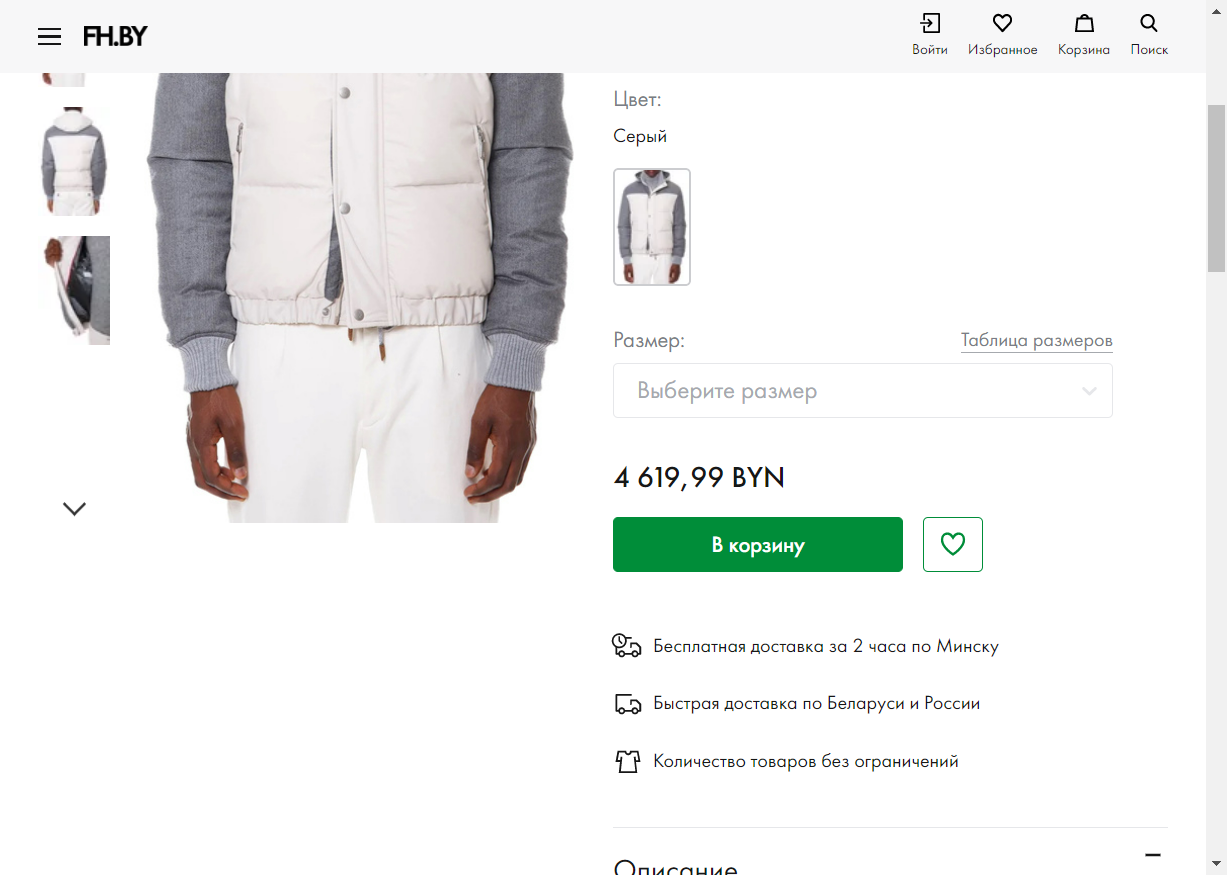 FH.BY
Войти
Избранное
Корзина
Поиск
Цвет:
Серый
Размер:
Таблица размеров
Выберите размер
4 619,99 BYN
В корзину
Бесплатная доставка за 2 часа по Минску
Быстрая доставка по Беларуси и России
Количество товаров без ограничений
Описание